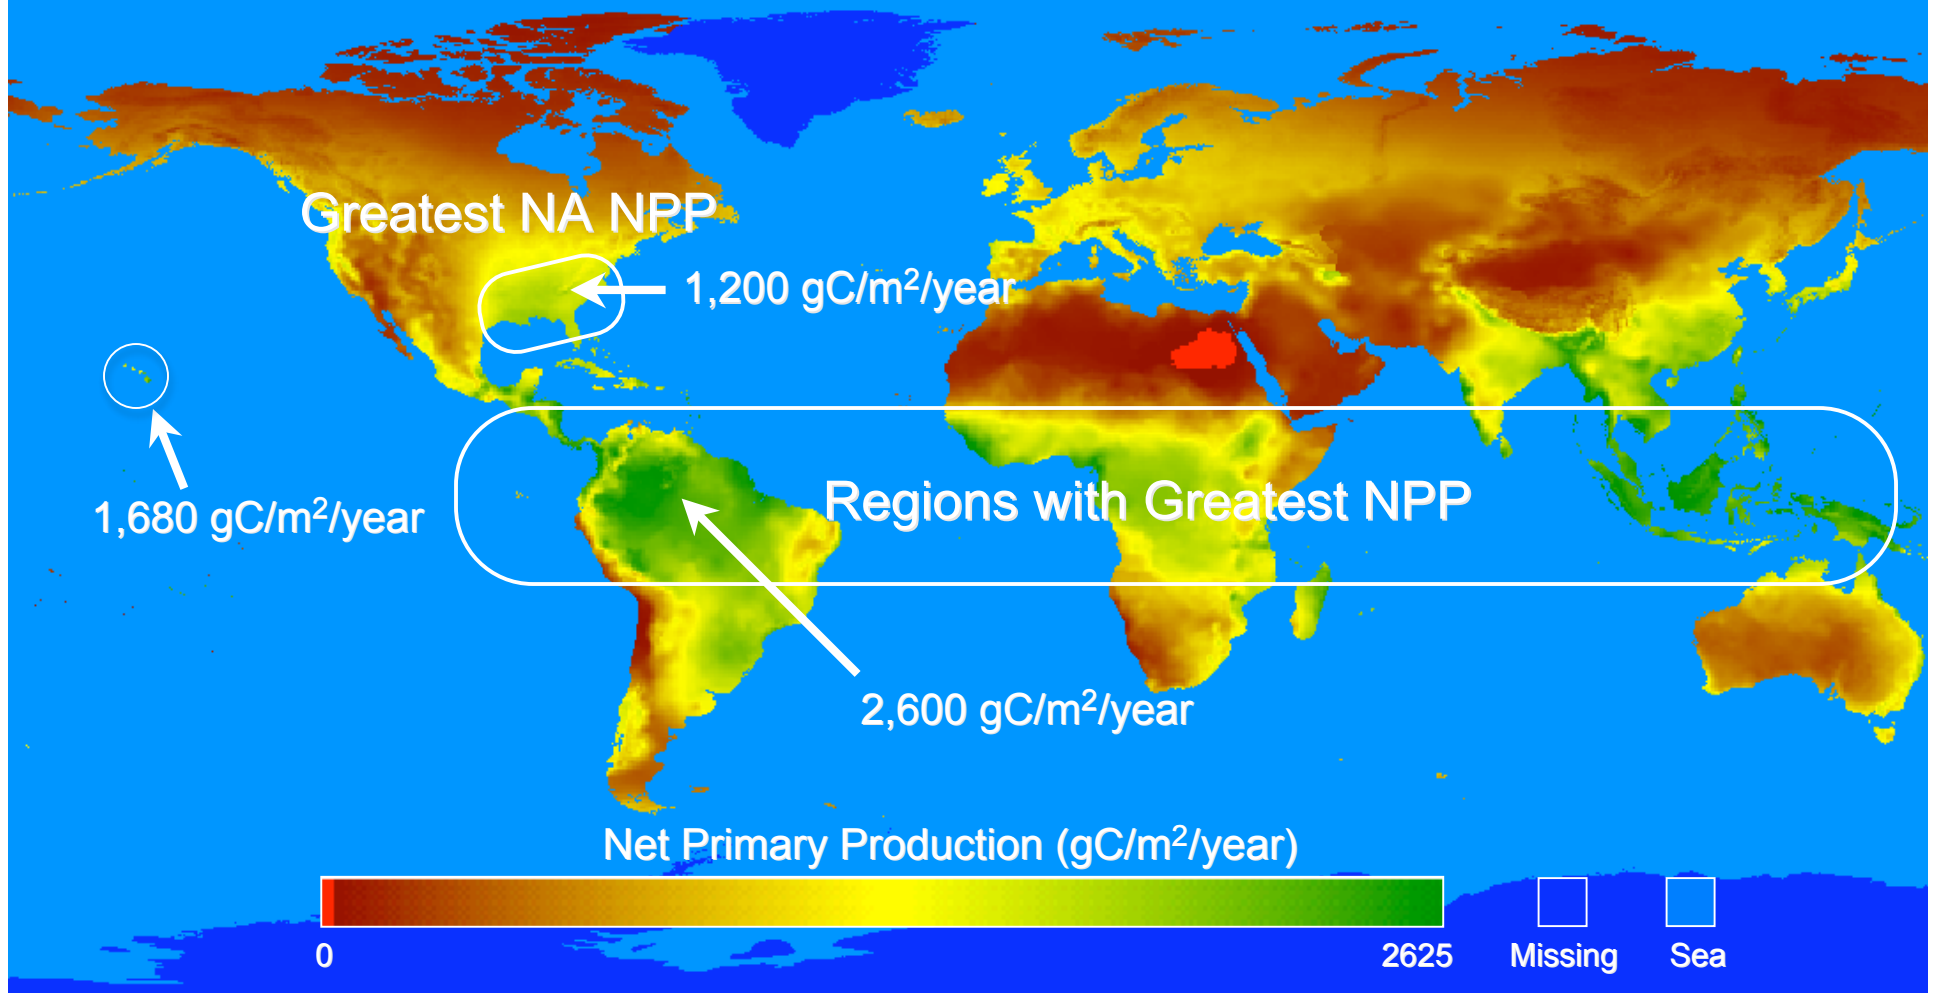 Greatest NA NPP
1,200 gC/m²/year
1,680 gC/m²/year
Regions with Greatest NPP
2,600 gC/m²/year
Net Primary Production (gC/m²/year)
0
2625
Missing
Sea